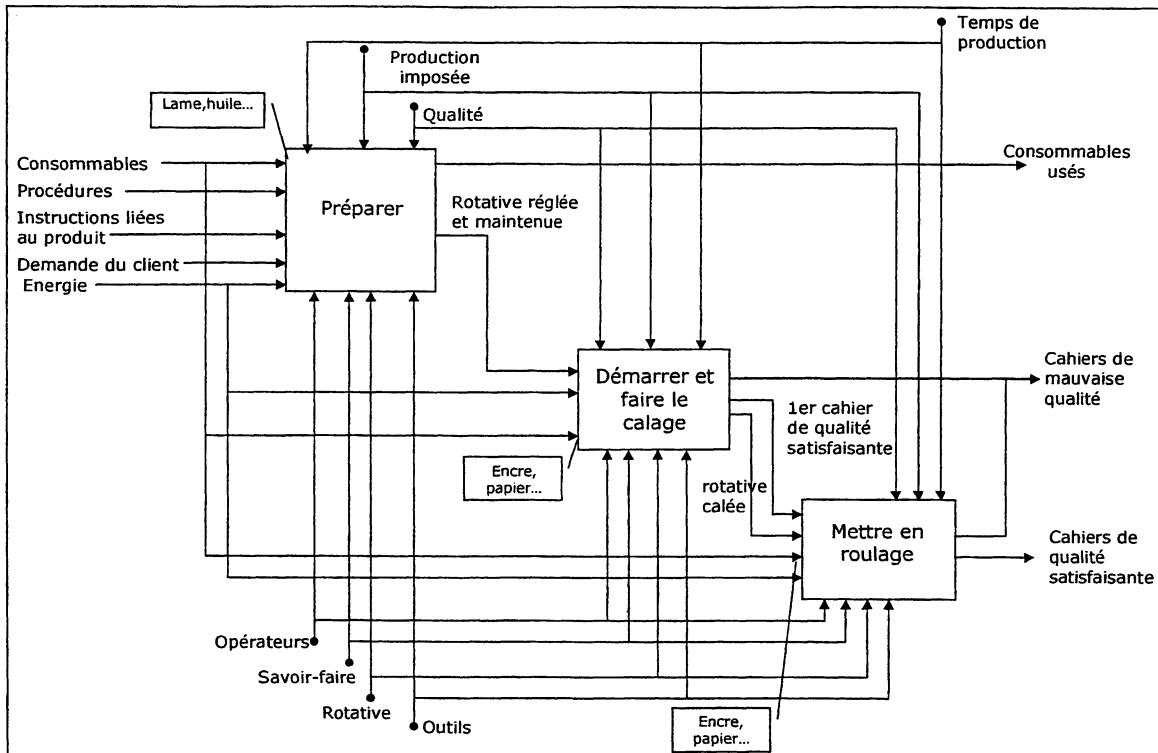 Temps de
production
Production
imposée
Lame,huile...
Qualité
Consommables
Procédures
Instructions liées
au produit
Demande du client
Energie
Préparer
Consommables
usés
Rotative réglée
et maintenue
Démarrer et
faire le
calage
Cahiers de
mauvaise
qualité
1er cahier
de qualité
satisfaisante
Encre,
papier...
rotative
calée
Mettre en
roulage
Cahiers de
qualité
satisfaisante
Opérateurs
Savoir-faire
Rotative
Outils
Encre,
papier...